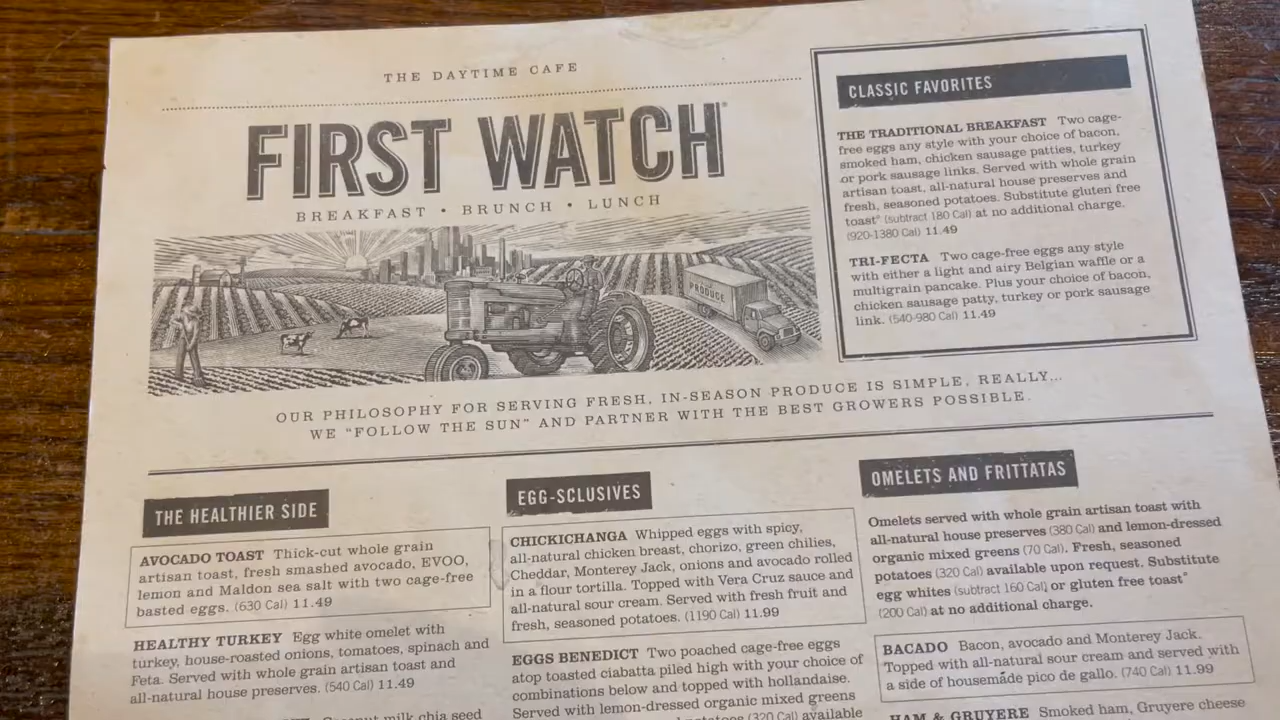 THE DAYTIME CAFE
FIRST WATCH®
BREAKFAST • BRUNCH • LUNCH
PRODUCE
OUR PHILOSOPHY FOR SERVING FRESH, IN-SEASON PRODUCE IS SIMPLE, REALLY...
WE "FOLLOW THE SUN" AND PARTNER WITH THE BEST GROWERS POSSIBLE.
CLASSIC FAVORITES
THE TRADITIONAL BREAKFAST Two cage-
free eggs any style with your choice of bacon,
smoked ham, chicken sausage patties, turkey
or pork sausage links. Served with whole grain
artisan toast, all-natural house preserves and
fresh, seasoned potatoes. Substitute gluten free
toast* (subtract 180 Cal) at no additional charge.
(920-1380 Cal) 11.49
TRI-FECTA Two cage-free eggs any style
with either a light and airy Belgian waffle or a
multigrain pancake. Plus your choice of bacon,
chicken sausage patty, turkey or pork sausage
link. (540-980 Cal) 11.49
THE HEALTHIER SIDE
AVOCADO TOAST Thick-cut whole grain
artisan toast, fresh smashed avocado, EVOO,
lemon and Maldon sea salt with two cage-free
basted eggs. (630 Cal) 11.49
HEALTHY TURKEY Egg white omelet with
turkey, house-roasted onions, tomatoes, spinach and
Feta. Served with whole grain artisan toast and
all-natural house preserves. (540 Cal) 11.49
milk chia seed
EGG-SCLUSIVES
CHICKICHANGA Whipped eggs with spicy,
all-natural chicken breast, chorizo, green chilies,
Cheddar, Monterey Jack, onions and avocado rolled
in a flour tortilla. Topped with Vera Cruz sauce and
all-natural sour cream. Served with fresh fruit and
fresh, seasoned potatoes. (1190 Cal) 11.99
EGGS BENEDICT Two poached cage-free eggs
atop toasted ciabatta piled high with your choice of
combinations below and topped with hollandaise.
Served with lemon-dressed organic mixed greens
(320 Cal) available
OMELETS AND FRITTATAS
Omelets served with whole grain artisan toast with
all-natural house preserves (380 Cal) and lemon-dressed
organic mixed greens (70 Cal). Fresh, seasoned
potatoes (320 Cal) available upon request. Substitute
egg whites (subtract 160 Cal) or gluten free toast*
(200 Cal) at no additional charge.
BACADO Bacon, avocado and Monterey Jack.
Topped with all-natural sour cream and served with
a side of housemade pico de gallo. (740 Cal) 11.99
HAM & GRUYERE Smoked ham, Gruyere cheese